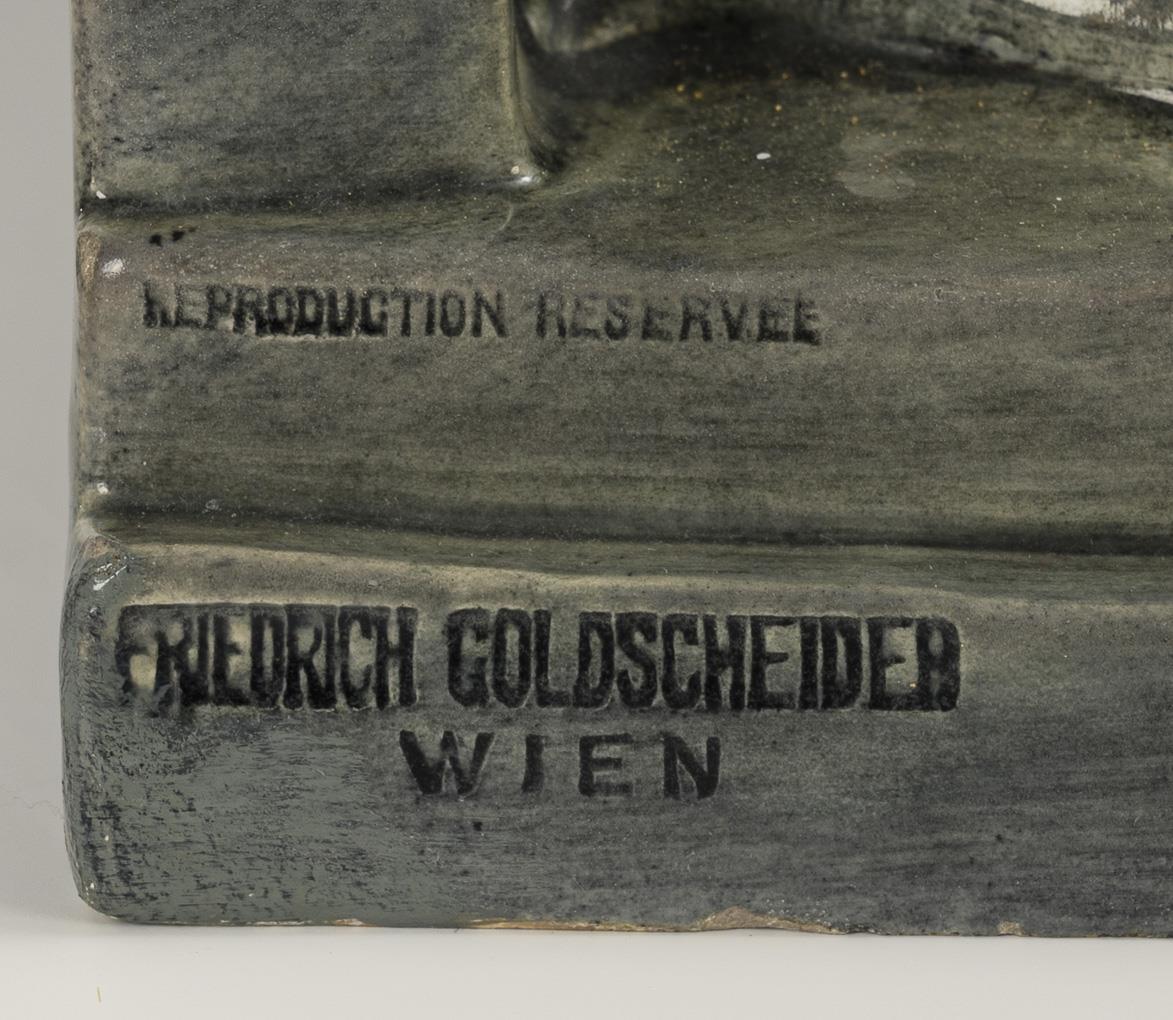 REPRODUCTION RESERVEE
FRIEDRICH GOLDSCHEIDER
WIEN